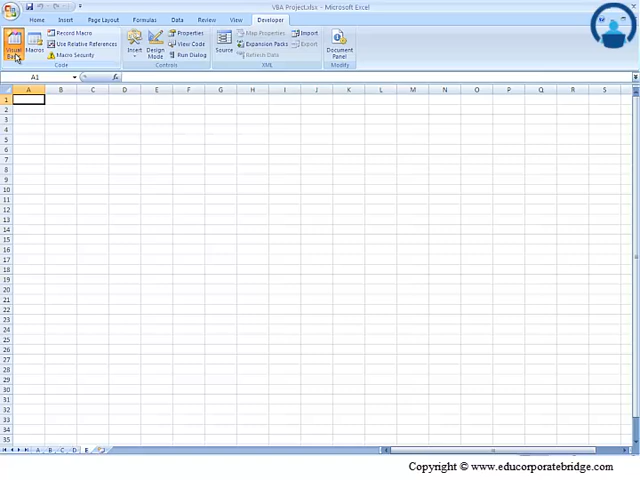 VBA Project.xlsx - Microsoft Excel
Home Insert Page Layout Formulas Data Review View Developer
Visual Basic
Macros
Record Macro
Use Relative References
Macro Security
Code
Insert
Design Mode
Properties
View Code
Run Dialog
Controls
Source
Map Properties
Expansion Packs
Refresh Data
Import
Export
XML
Document Panel
Modify
A1
fx
A B C D E F G H I J K L M N O P Q R S
1
2
3
4
5
6
7
8
9
10
11
12
13
14
15
16
17
18
19
20
21
22
23
24
25
26
27
28
29
30
31
32
33
34
35
A B C D E
Copyright © www.educorporatebridge.com